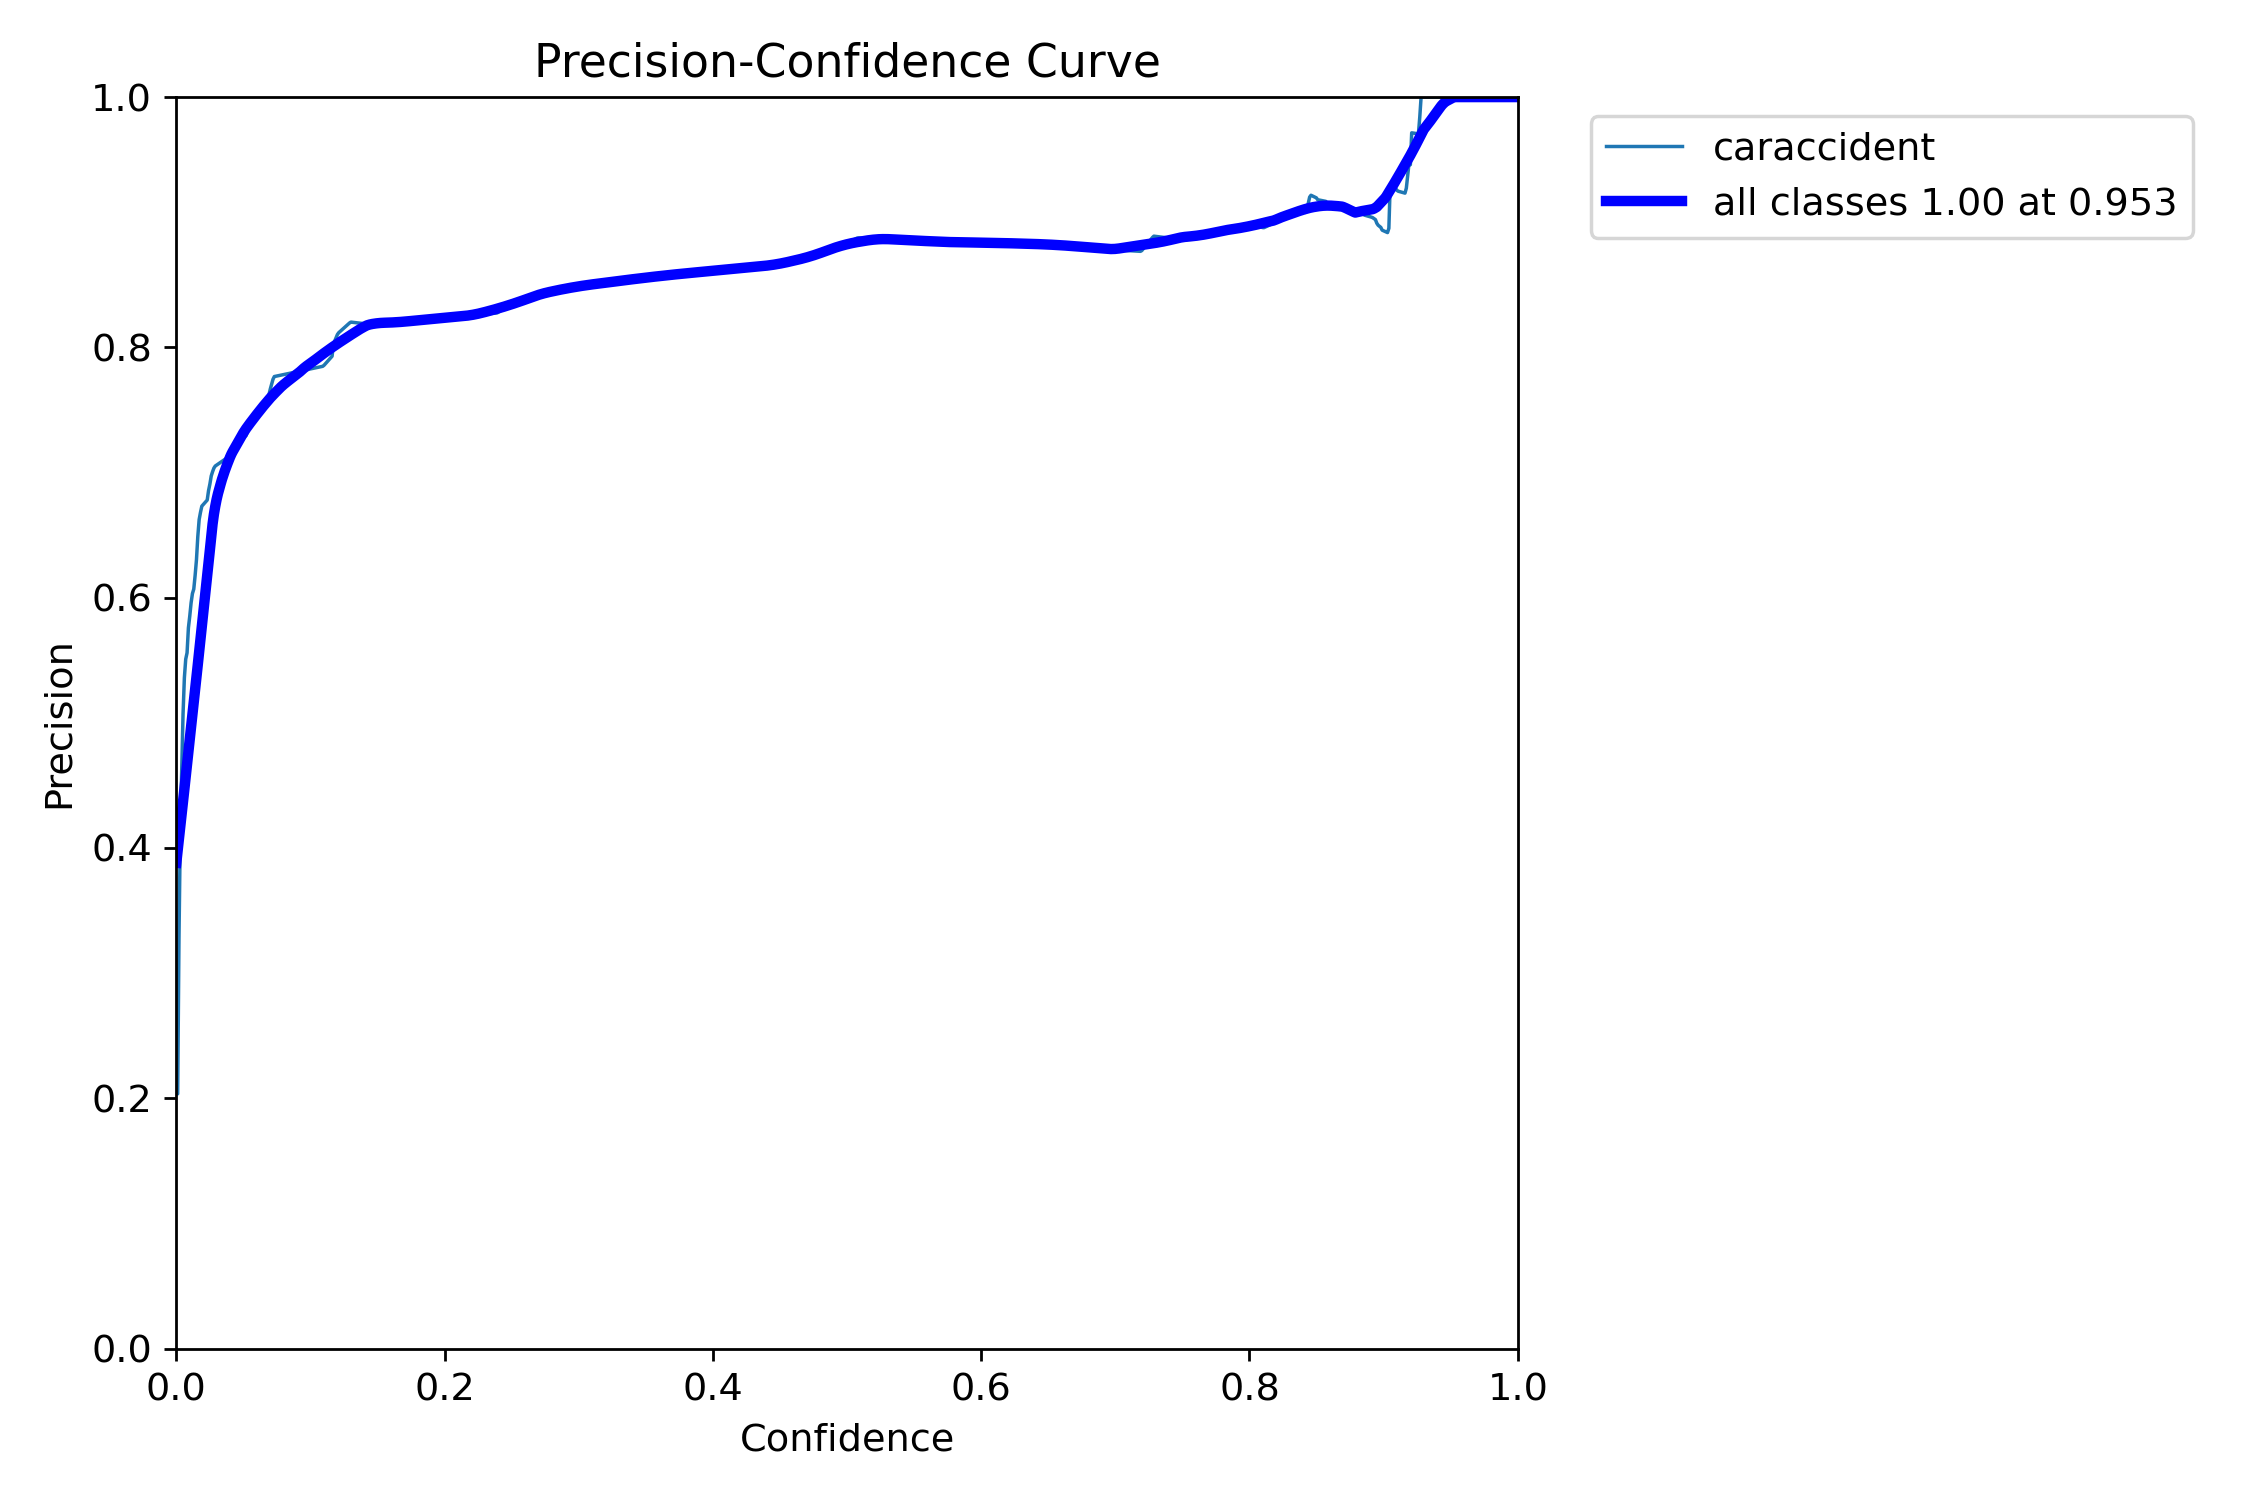 Precision-Confidence Curve
1.0
0.8
0.6
0.4
0.2
0.0
Precision
0.0 0.2 0.4 0.6 0.8 1.0
Confidence
caraccident
all classes 1.00 at 0.953